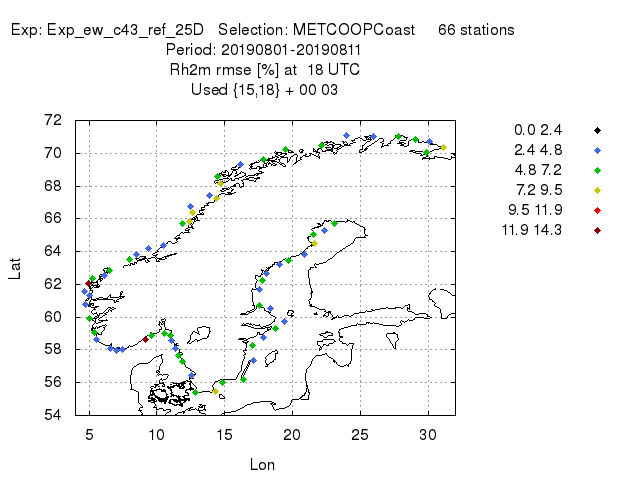 Exp: Exp_ew_c43_ref_25D   Selection: METCOOPCoast     66 stations
Period: 20190801-20190811
Rh2m rmse [%] at  18 UTC
Used {15,18} + 00 03
72
70
68
66
64
62
60
58
56
54
Lat
5 10 15 20 25 30
Lon
0.0 2.4
2.4 4.8
4.8 7.2
7.2 9.5
9.5 11.9
11.9 14.3